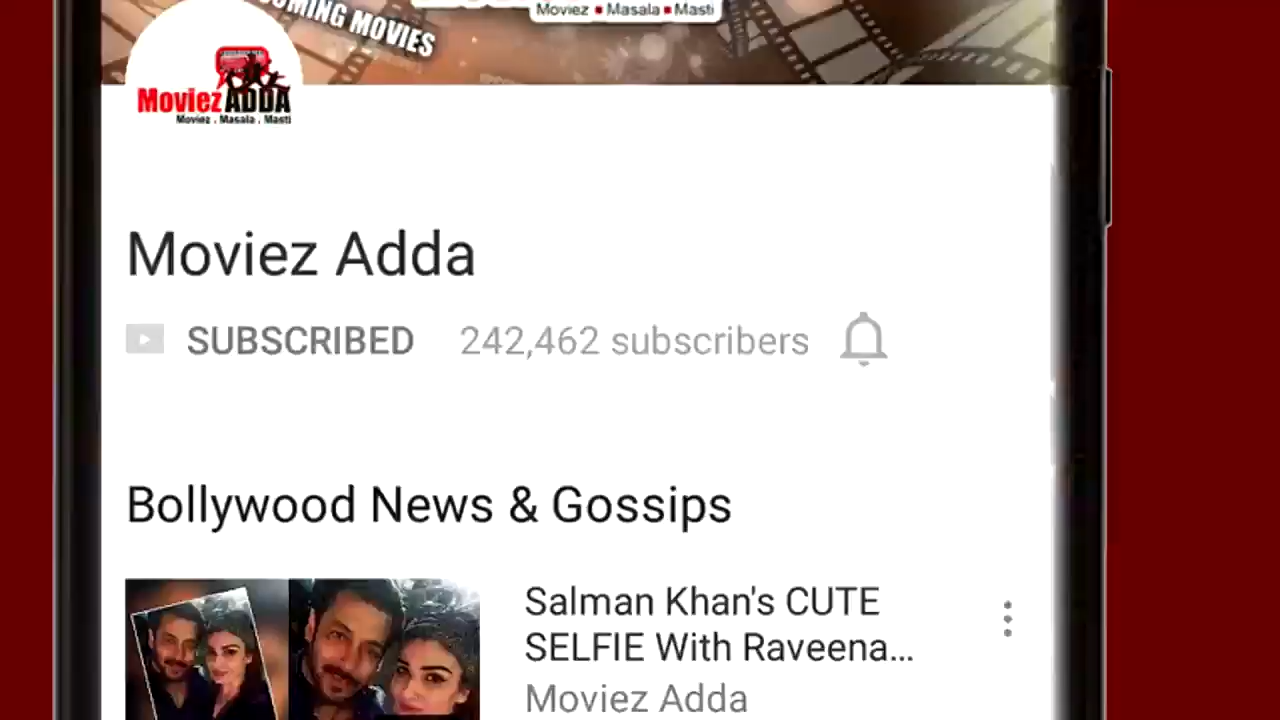 Moviez Masala Masti
COMING MOVIES
Moviez ADDA
Moviez . Masala . Masti
Moviez Adda
SUBSCRIBED 242,462 subscribers
Bollywood News & Gossips
Salman Khan's CUTE
SELFIE With Raveena...
Moviez Adda